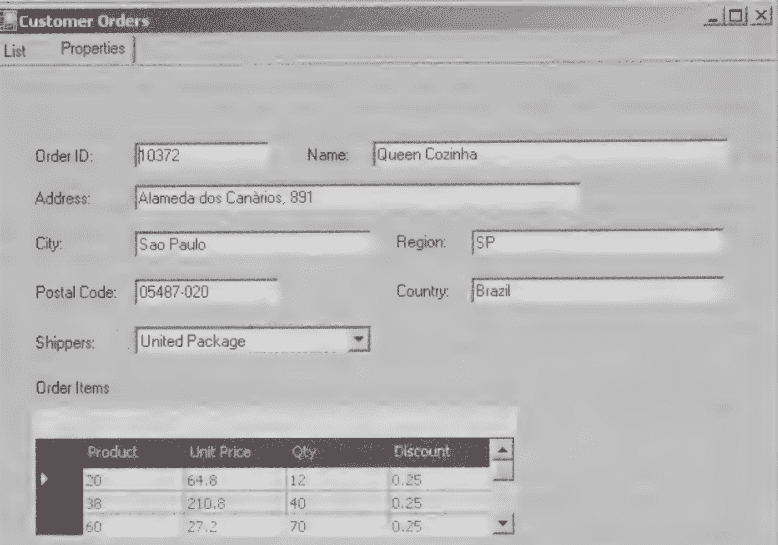 Customer Orders
List Properties
Order ID: 10372 Name: Queen Cozinha
Address: Alameda dos Canàrios, 891
City: Sao Paulo Region: SP
Postal Code: 05487-020 Country: Brazil
Shippers: United Package
Order Items
Product Unit Price Qty Discount
20 64.8 12 0.25
38 210.8 40 0.25
60 27.2 70 0.25